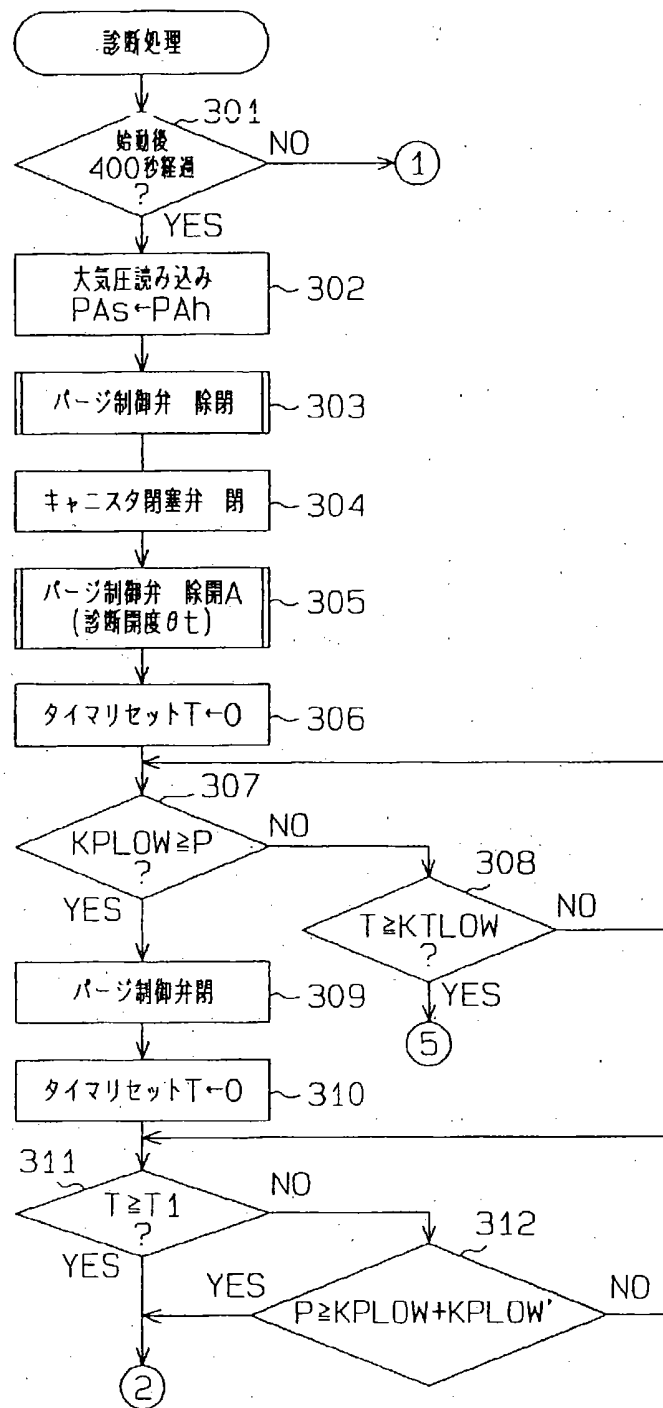 診断処理
301
始動後
400秒経過
?
NO
1
YES
大気圧読み込み
PAs←PAh
302
パージ制御弁 除閉
303
キャニスタ閉塞弁 閉
304
パージ制御弁 除開A
(診断開度θt)
305
タイマリセットT←0
306
307
KPLOW≧P
?
NO
YES
308
T≧KTLOW
?
NO
YES
5
パージ制御弁閉
309
タイマリセットT←0
310
311
T≧T1
?
NO
YES
312
P≧KPLOW+KPLOW'
YES
NO
2